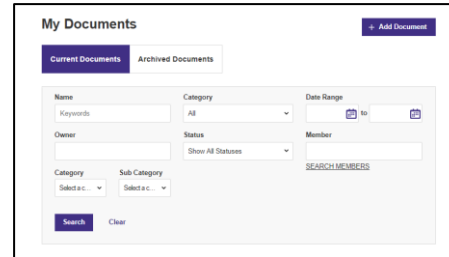 My Documents
+ Add Document
Current Documents Archived Documents
Name Category Date Range
Keywords All to
Owner Status Member
Show All Statuses
SEARCH MEMBERS
Category Sub Category
Select a c... Select a c...
Search Clear